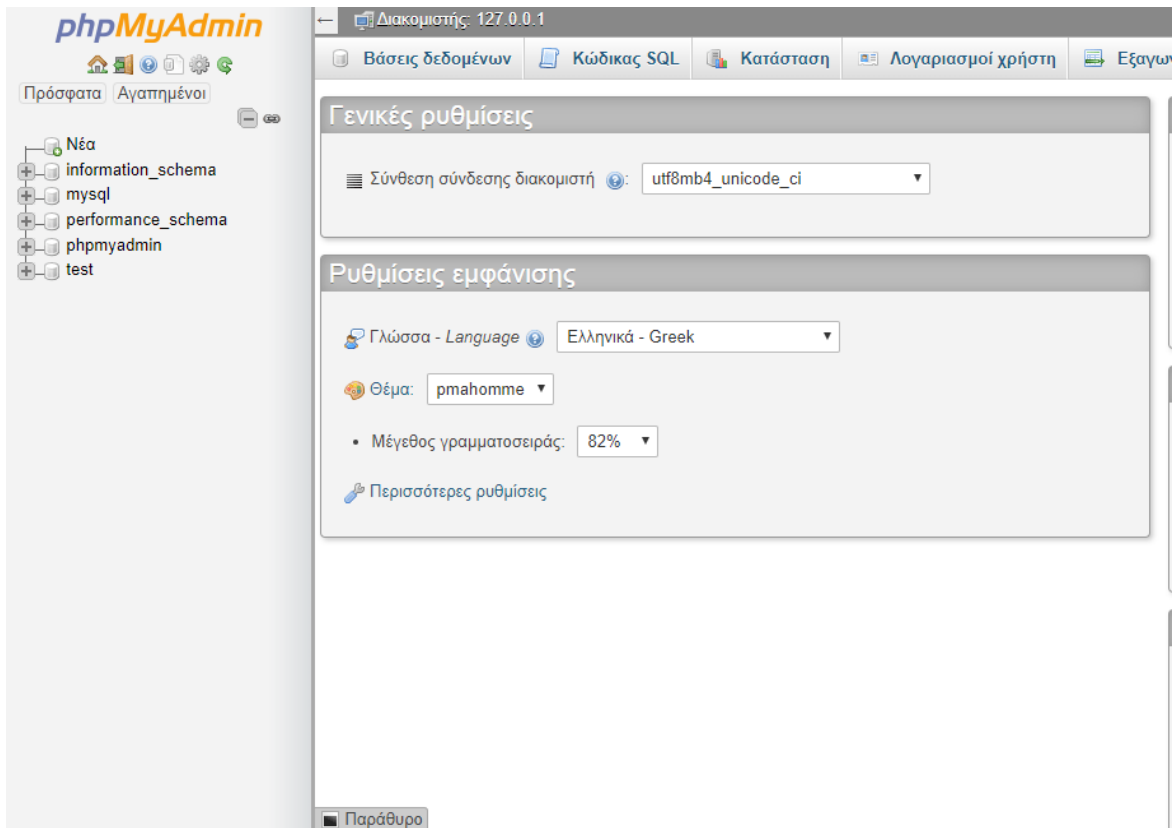 phpMyAdmin
Πρόσφατα Αγαπημένοι
Νέα
information_schema
mysql
performance_schema
phpmyadmin
test
← Διακομιστής: 127.0.0.1
Βάσεις δεδομένων Κώδικας SQL Κατάσταση Λογαριασμοί χρήστη
Γενικές ρυθμίσεις
Σύνθεση σύνδεσης διακομιστή : utf8mb4_unicode_ci
Ρυθμίσεις εμφάνισης
Γλώσσα - Language Ελληνικά - Greek
Θέμα: pmahomme
• Μέγεθος γραμματοσειράς: 82%
Περισσότερες ρυθμίσεις
Παράθυρο